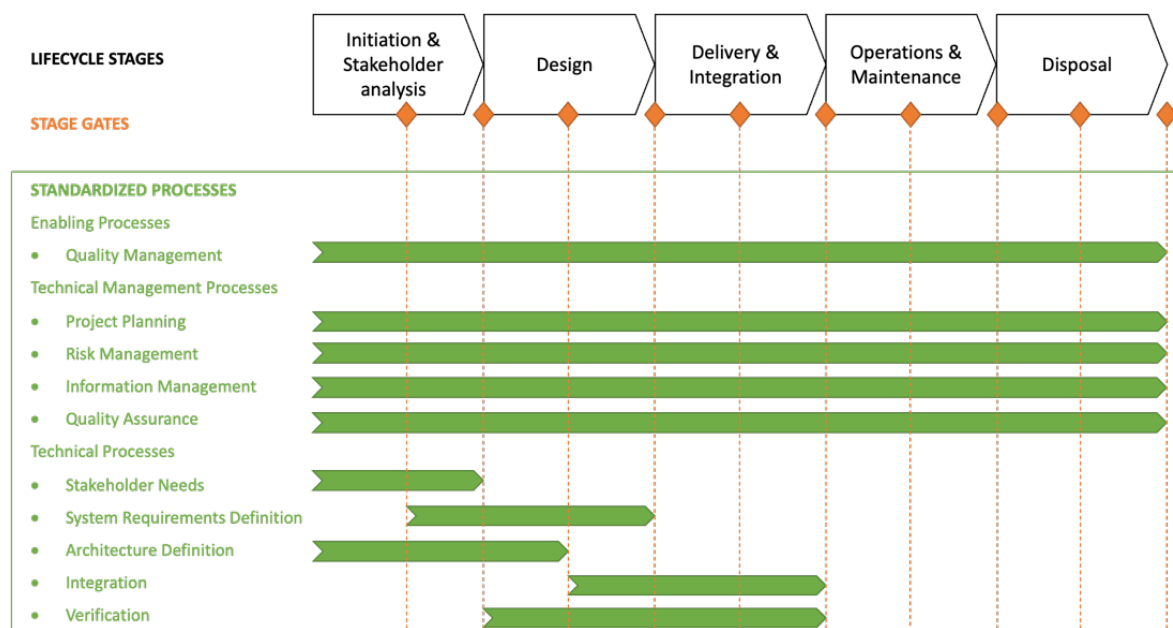 LIFECYCLE STAGES
Initiation &
Stakeholder
analysis
Design
Delivery &
Integration
Operations &
Maintenance
Disposal
STAGE GATES
STANDARDIZED PROCESSES
Enabling Processes
• Quality Management
Technical Management Processes
• Project Planning
• Risk Management
• Information Management
• Quality Assurance
Technical Processes
• Stakeholder Needs
• System Requirements Definition
• Architecture Definition
• Integration
• Verification